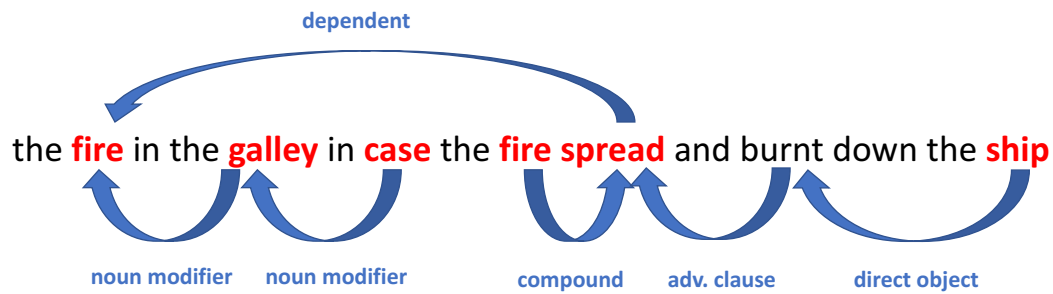 dependent
the fire in the galley in case the fire spread and burnt down the ship
noun modifier noun modifier compound adv. clause direct object